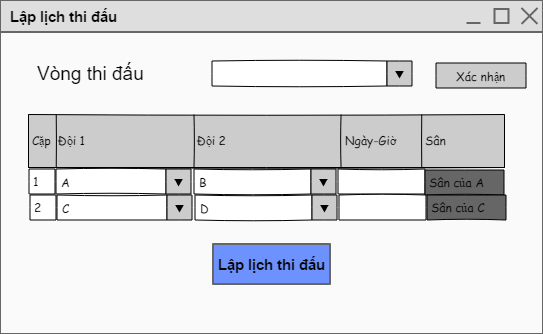 Lập lịch thi đấu
Vòng thi đấu
Xác nhận
Cặp Đội 1 Đội 2 Ngày-Giờ Sân
1 A B Sân của A
2 C D Sân của C
Lập lịch thi đấu